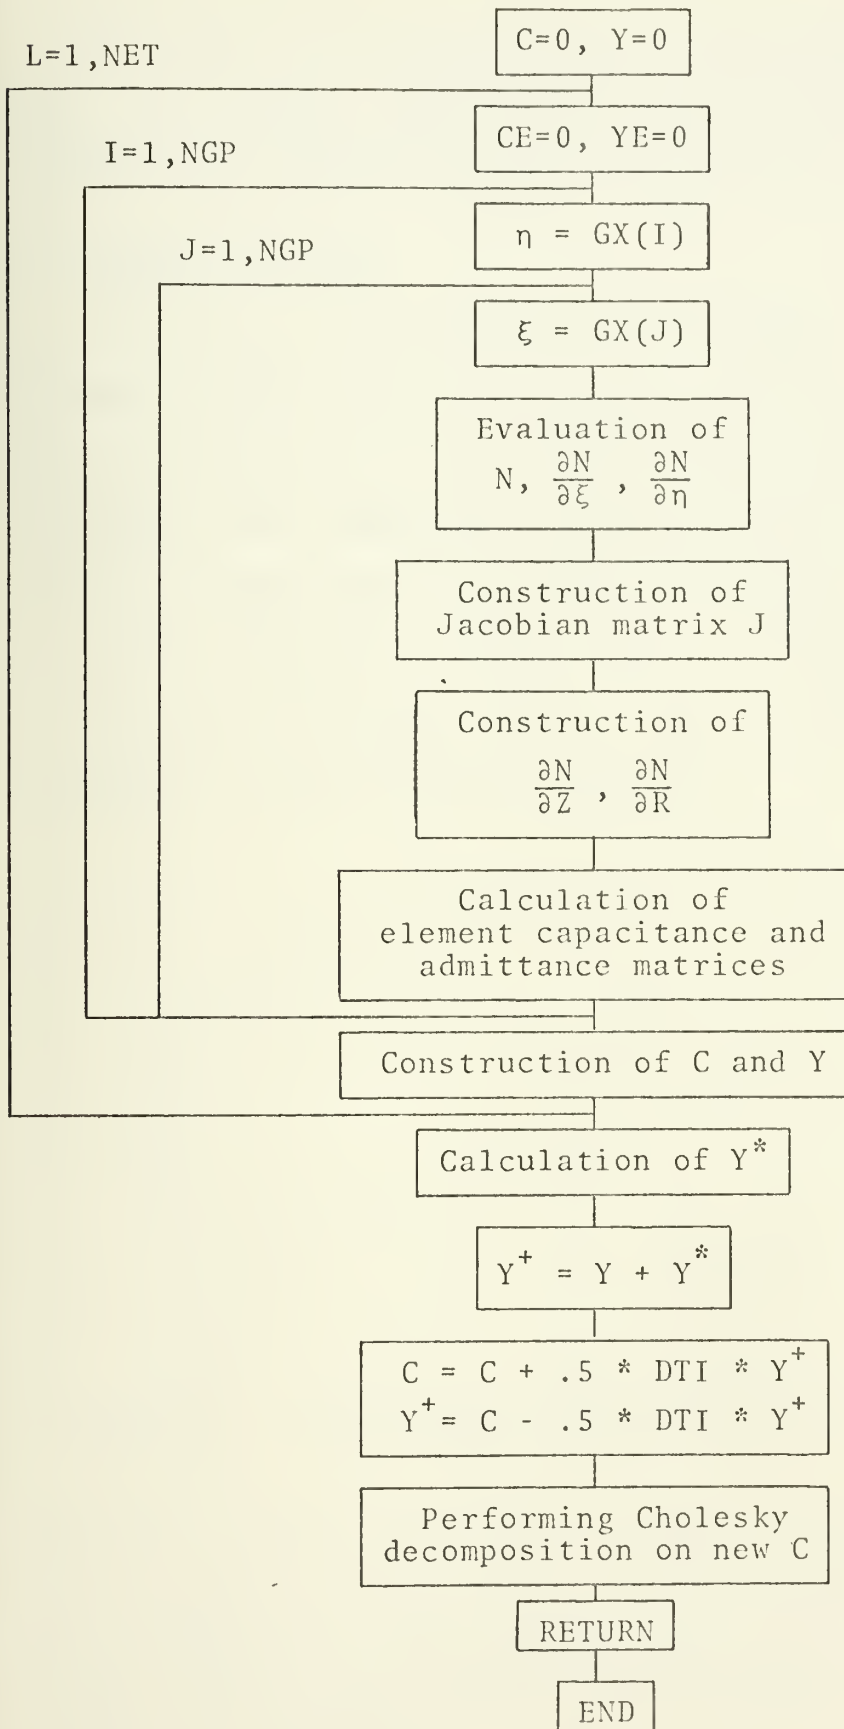 C=0, Y=0
L=1,NET
CE=0, YE=0
I=1,NGP
η = GX(I)
J=1,NGP
ξ = GX(J)
Evaluation of
N, ∂N/∂ξ , ∂N/∂η
Construction of
Jacobian matrix J
Construction of
∂N/∂Z , ∂N/∂R
Calculation of
element capacitance and
admittance matrices
Construction of C and Y
Calculation of Y*
Y⁺ = Y + Y*
C = C + .5 * DTI * Y⁺
Y⁺= C - .5 * DTI * Y⁺
Performing Cholesky
decomposition on new C
RETURN
END